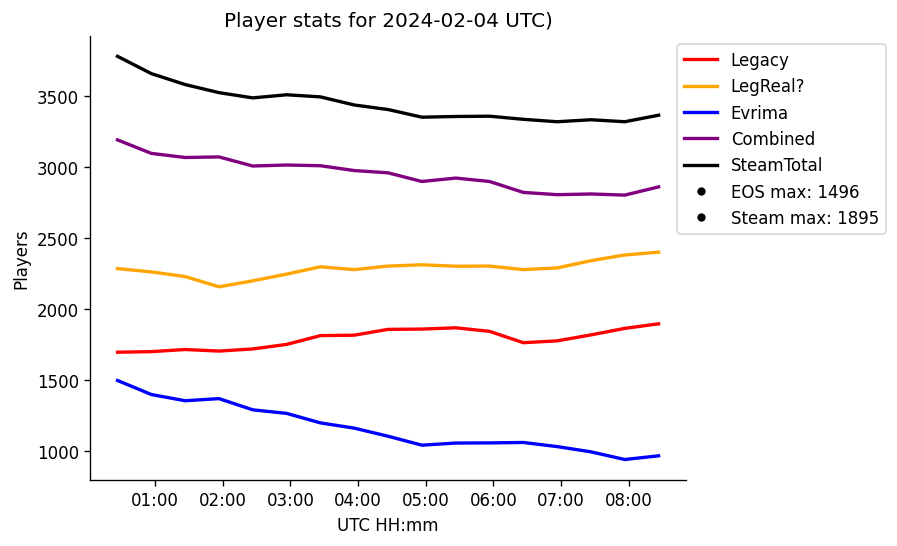 Player stats for 2024-02-04 UTC)
Players
3500
3000
2500
2000
1500
1000
01:00 02:00 03:00 04:00 05:00 06:00 07:00 08:00
UTC HH:mm
Legacy
LegReal?
Evrima
Combined
SteamTotal
EOS max: 1496
Steam max: 1895